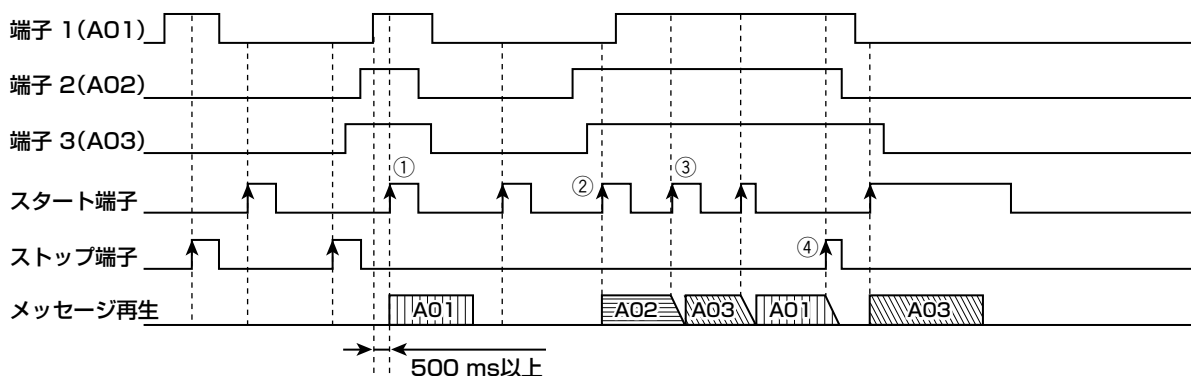 端子 1(A01)
端子 2(A02)
端子 3(A03)
①
②
③
スタート端子
④
ストップ端子
メッセージ再生
A01
A02
A03
A01
A03
500 ms以上